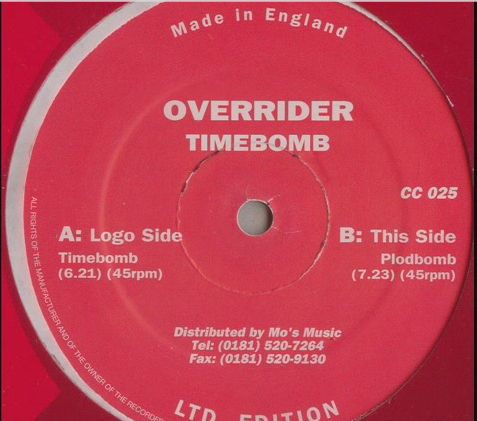 Made in England
OVERRIDER
TIMEBOMB
CC 025
A: Logo Side
Timebomb
(6.21) (45rpm)
B: This Side
Plodbomb
(7.23) (45rpm)
Distributed by Mo's Music
Tel: (0181) 520-7264
Fax: (0181) 520-9130
LTD EDITION
ALL RIGHTS OF THE MANUFACTURER AND OF THE OWNER OF THE RECORDED